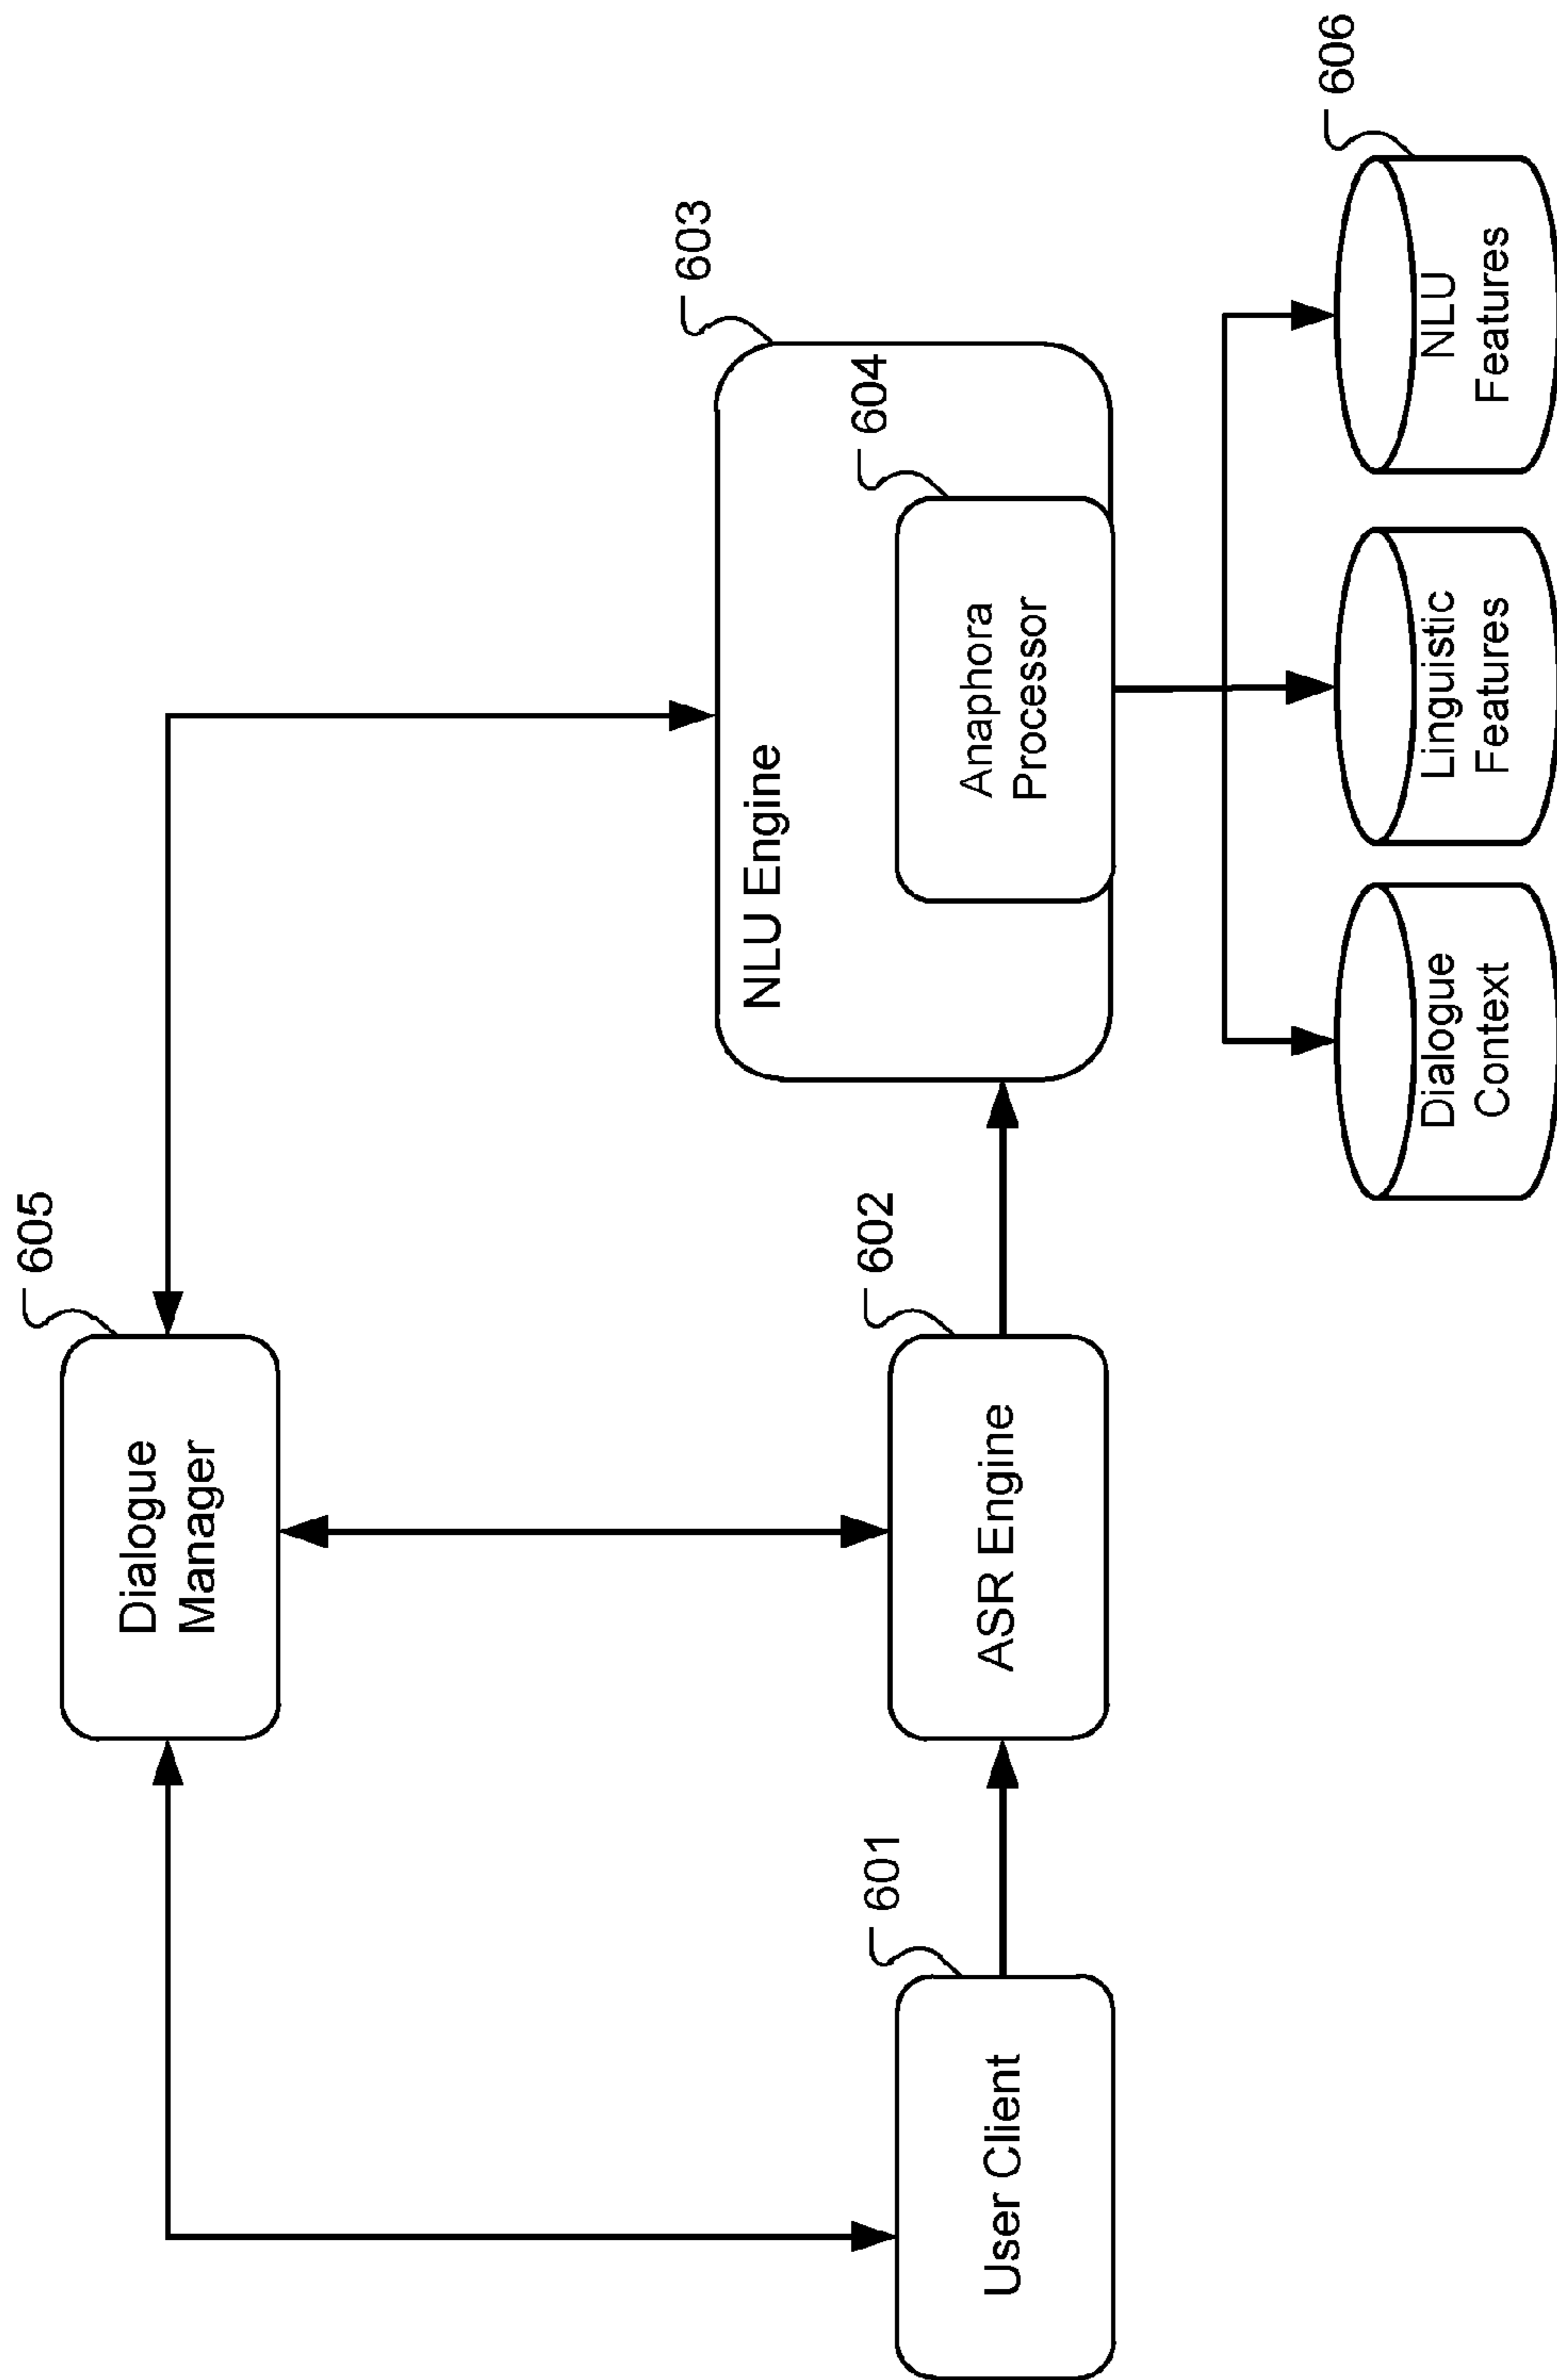 605
Dialogue
Manager
603
NLU Engine
604
Anaphora
Processor
601
User Client
602
ASR Engine
606
Dialogue
Context
Linguistic
Features
NLU
Features